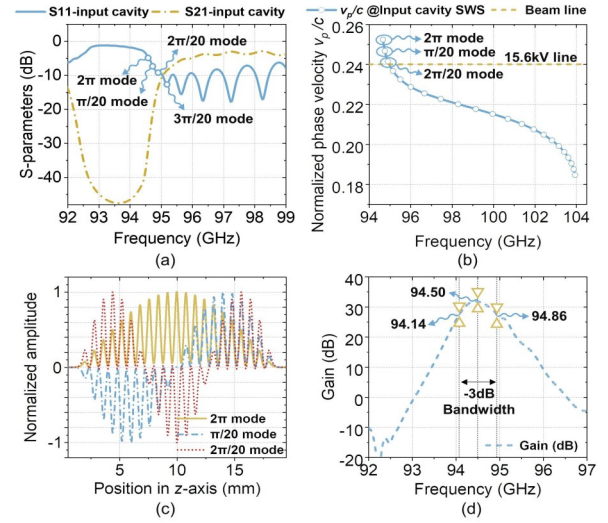 S11-input cavity
S21-input cavity
S-parameters (dB)
0
-10
-20
-30
-40
2π/20 mode
2π mode
π/20 mode
3π/20 mode
92 93 94 95 96 97 98 99
Frequency (GHz)
(a)
vp/c @Input cavity SWS
Beam line
Normalized phase velocity vp/c
0.26
0.24
0.22
0.20
0.18
2π mode
π/20 mode
15.6kV line
2π/20 mode
94 96 98 100 102 104
Frequency (GHz)
(b)
Normalized amplitude
1
0
-1
2π mode
π/20 mode
2π/20 mode
5 10 15
Position in z-axis (mm)
(c)
Gain (dB)
40
30
20
10
0
-10
-20
94.50
94.14
94.86
-3dB
Bandwidth
Gain (dB)
92 93 94 95 96 97
Frequency (GHz)
(d)